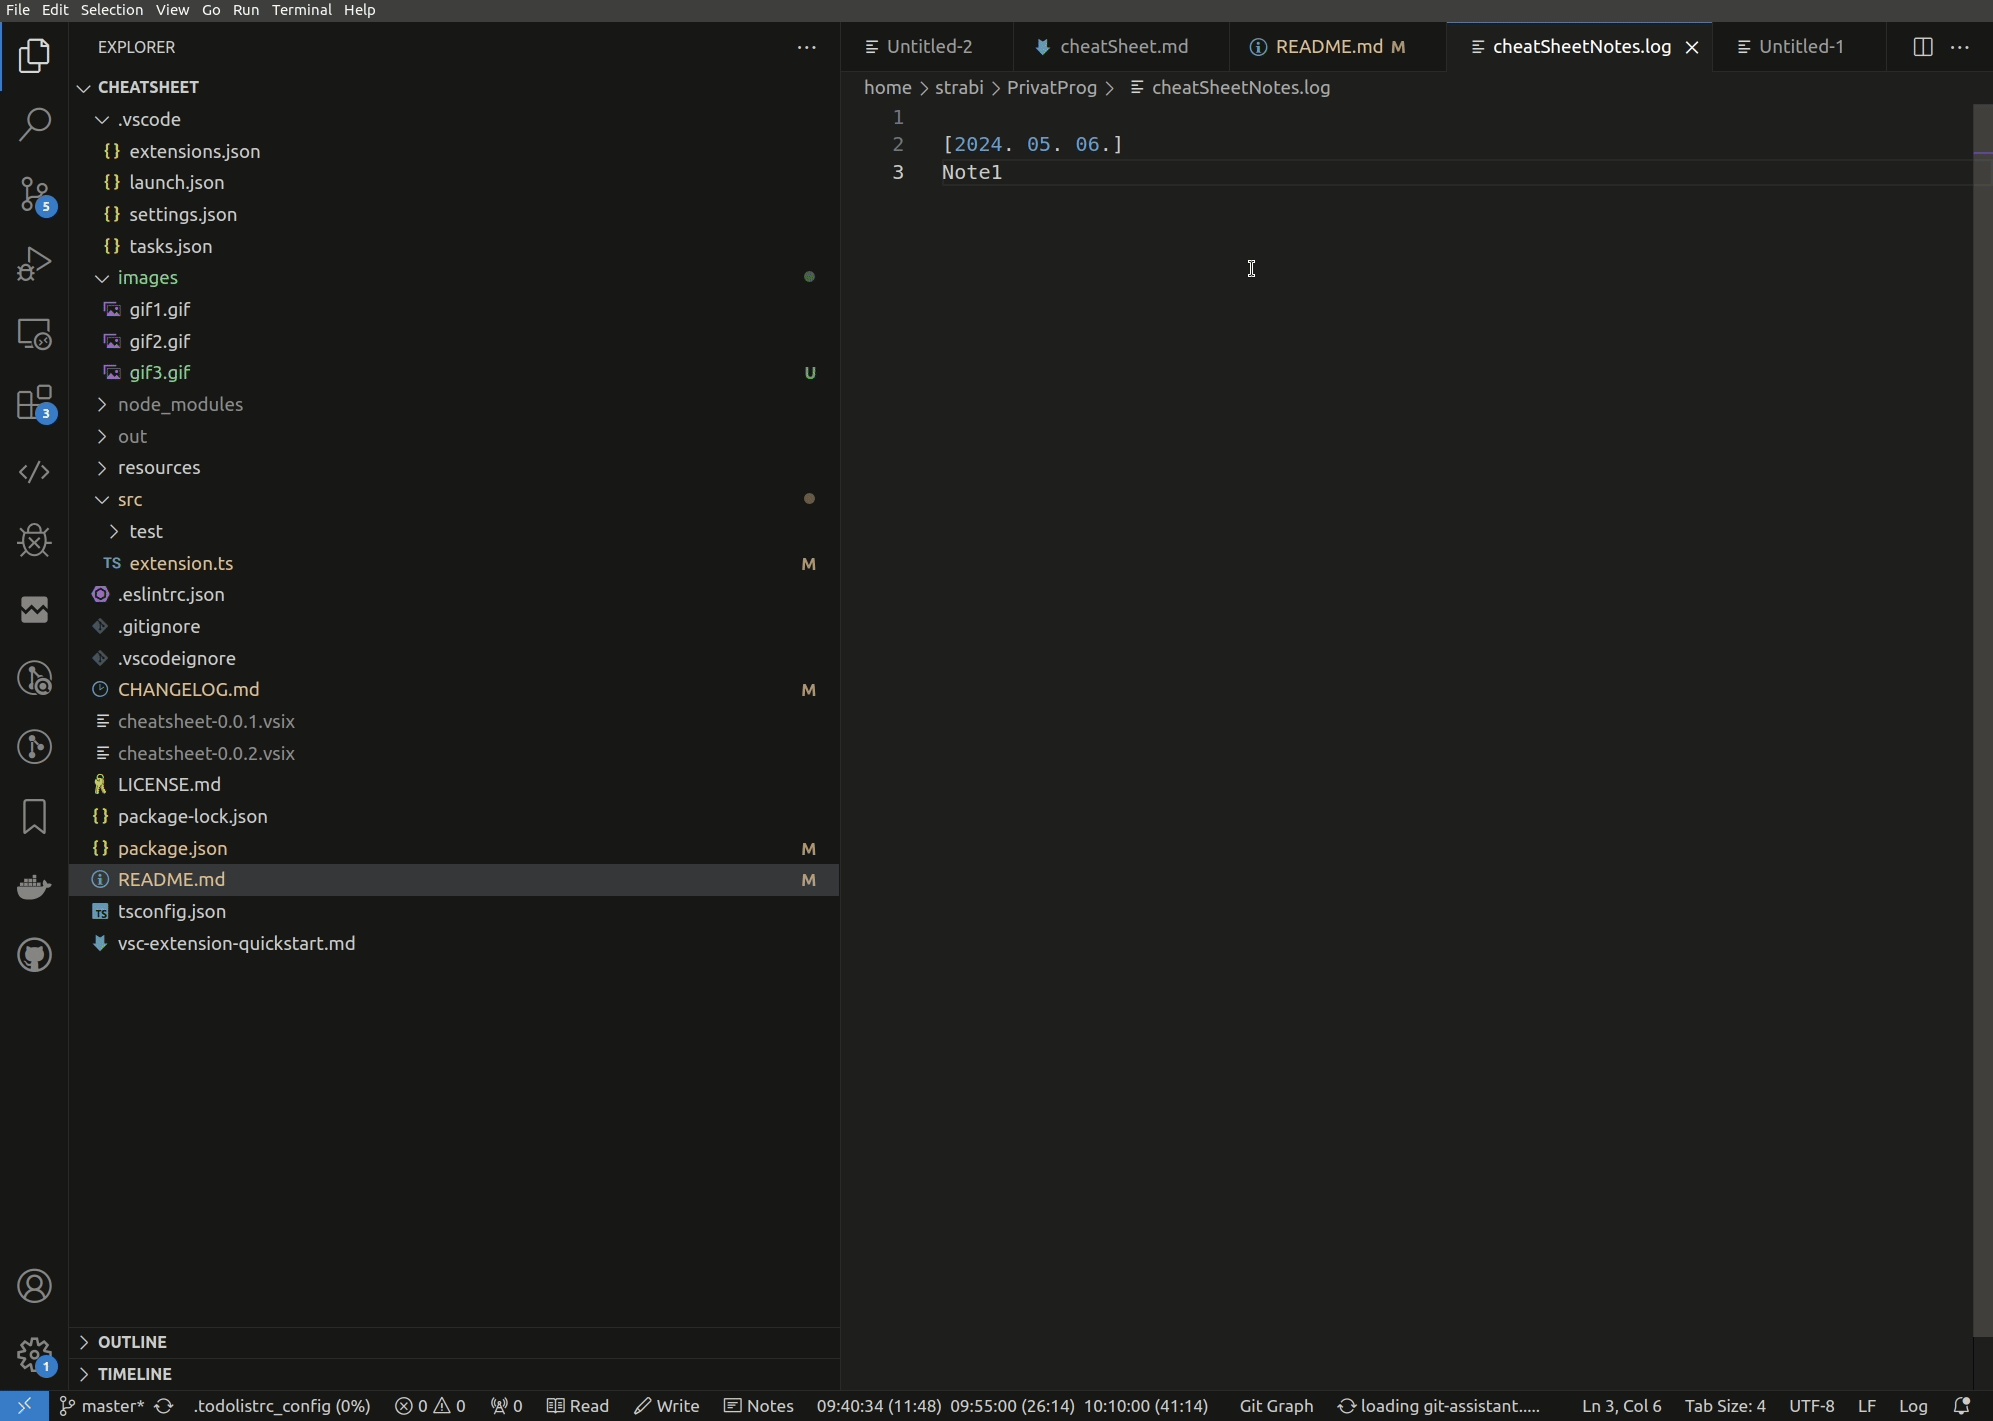 File Edit Selection View Go Run Terminal Help
EXPLORER
CHEATSHEET
.vscode
{} extensions.json
{} launch.json
{} settings.json
{} tasks.json
images
gif1.gif
gif2.gif
gif3.gif U
node_modules
out
resources
src
test
TS extension.ts M
.eslintrc.json
.gitignore
.vscodeignore
CHANGELOG.md M
cheatsheet-0.0.1.vsix
cheatsheet-0.0.2.vsix
LICENSE.md
{} package-lock.json
{} package.json M
README.md M
TS tsconfig.json
vsc-extension-quickstart.md
OUTLINE
TIMELINE
5
3
1
Untitled-2 cheatSheet.md README.md M cheatSheetNotes.log Untitled-1
home > strabi > PrivatProg > cheatSheetNotes.log
1
2 [2024. 05. 06.]
3 Note1
master* .todolistrc_config (0%) 0 0 0 Read Write Notes 09:40:34 (11:48) 09:55:00 (26:14) 10:10:00 (41:14) Git Graph loading git-assistant..... Ln 3, Col 6 Tab Size: 4 UTF-8 LF Log